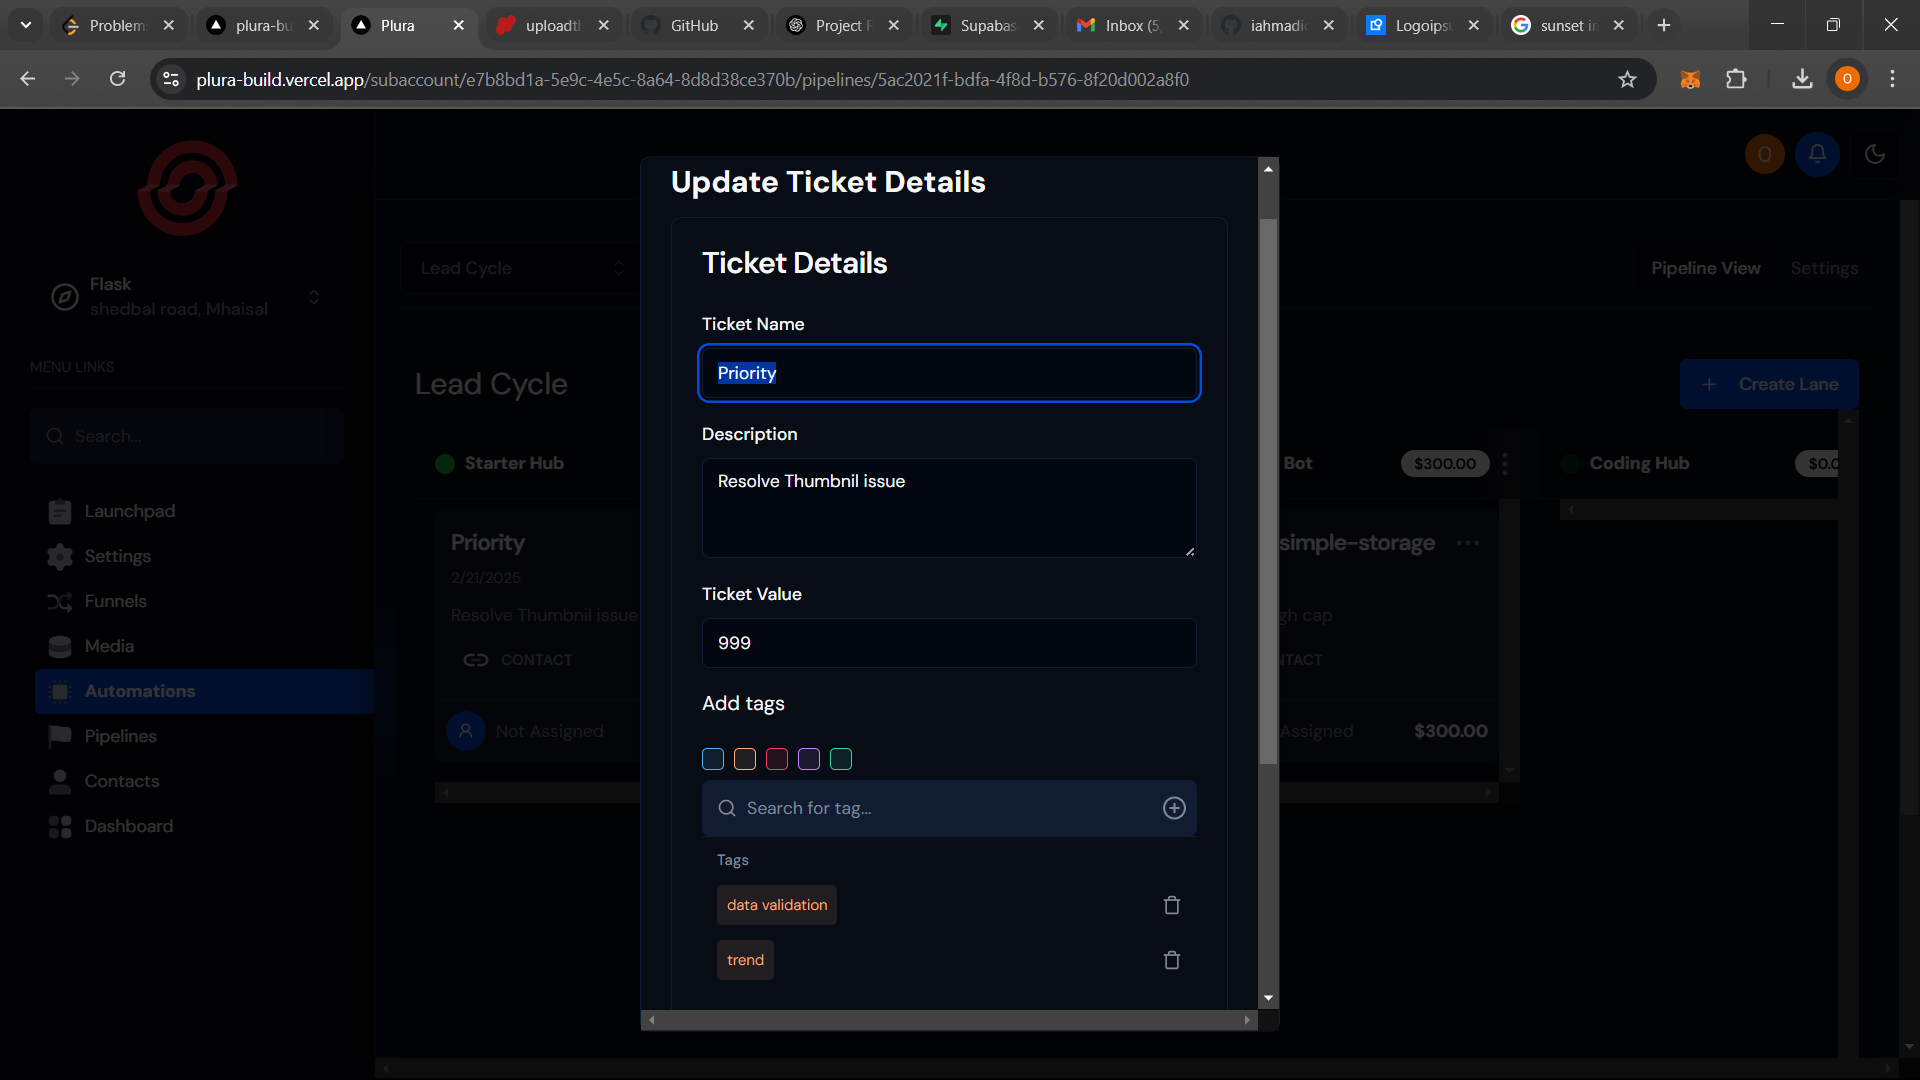 Problem
plura-bu
Plura
uploadth
GitHub
Project R
Supabas
Inbox (5,
iahmadi
Logoips
sunset i
plura-build.vercel.app/subaccount/e7b8bd1a-5e9c-4e5c-8a64-8d8d38ce370b/pipelines/5ac2021f-bdfa-4f8d-b576-8f20d002a8f0
O
O
Flask
shedbal road, Mhaisal
MENU LINKS
Search...
Launchpad
Settings
Funnels
Media
Automations
Pipelines
Contacts
Dashboard
Lead Cycle
Pipeline View
Settings
Lead Cycle
Create Lane
Starter Hub
Priority
2/21/2025
Resolve Thumbnil issue
CONTACT
Not Assigned
Update Ticket Details
Ticket Details
Ticket Name
Priority
Description
Resolve Thumbnil issue
Ticket Value
999
Add tags
Search for tag...
Tags
data validation
trend
Bot
$300.00
simple-storage
gh cap
NTACT
Assigned
$300.00
Coding Hub
$0.0